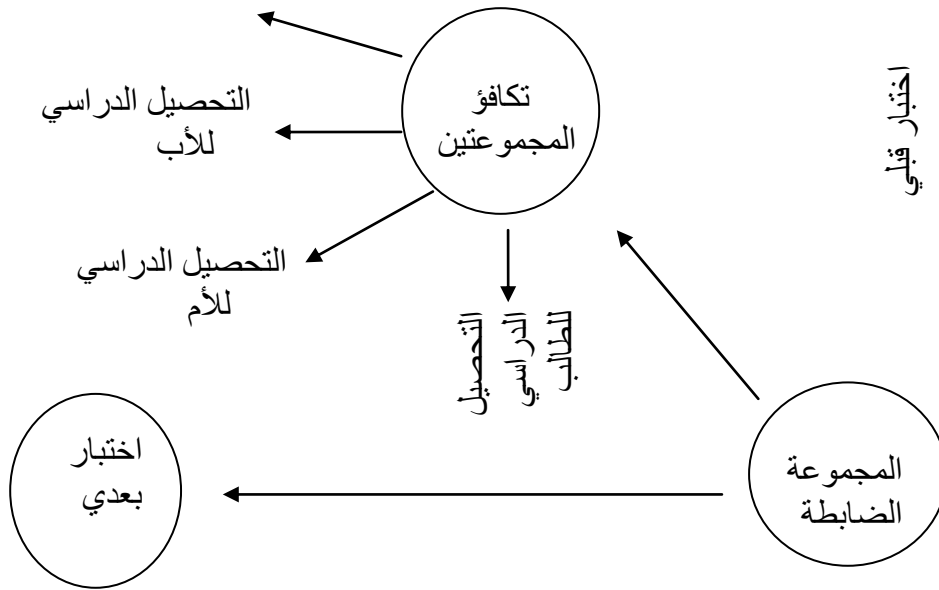 تكافؤ
المجموعتين
اختبار قبلي
التحصيل الدراسي
للأب
التحصيل الدراسي
للأم
التحصيل
الدراسي
للطالب
المجموعة
الضابطة
اختبار
بعدي